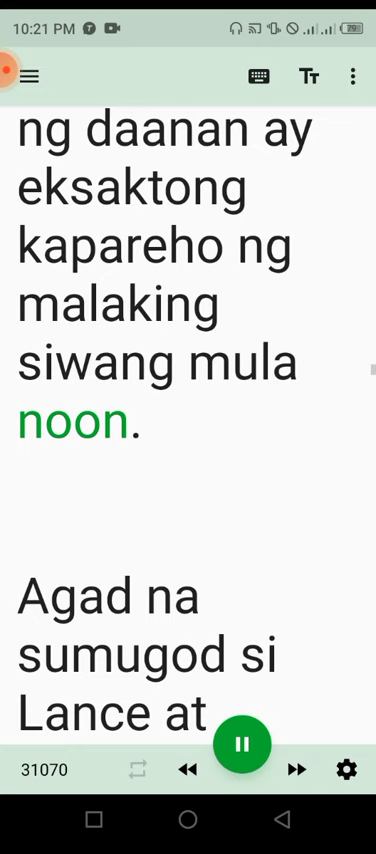 10:21 PM
ng daanan ay
eksaktong
kapareho ng
malaking
siwang mula
noon.
Agad na
sumugod si
Lance at
31070